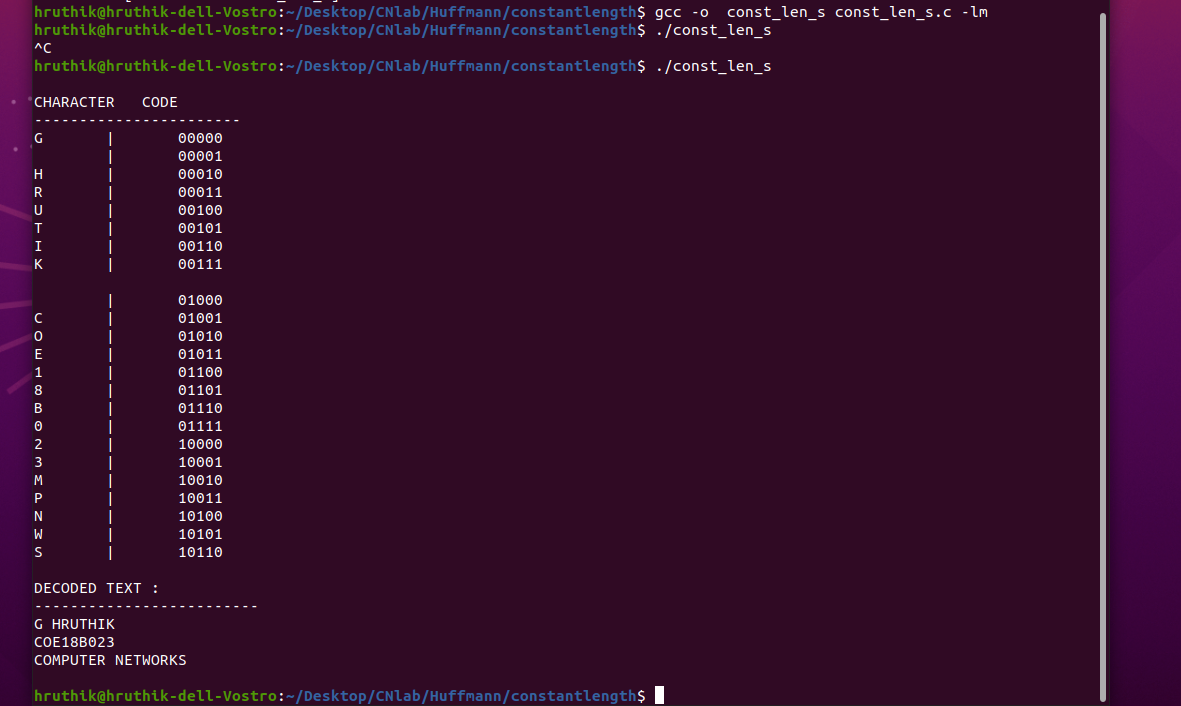 hruthik@hruthik-dell-Vostro:~/Desktop/CNlab/Huffmann/constantlength$ gcc -o  const_len_s const_len_s.c -lm
hruthik@hruthik-dell-Vostro:~/Desktop/CNlab/Huffmann/constantlength$ ./const_len_s
^C
hruthik@hruthik-dell-Vostro:~/Desktop/CNlab/Huffmann/constantlength$ ./const_len_s
CHARACTER   CODE
-----------------------
G       |       00000
        |       00001
H       |       00010
R       |       00011
U       |       00100
T       |       00101
I       |       00110
K       |       00111
        |       01000
C       |       01001
O       |       01010
E       |       01011
1       |       01100
8       |       01101
B       |       01110
0       |       01111
2       |       10000
3       |       10001
M       |       10010
P       |       10011
N       |       10100
W       |       10101
S       |       10110
DECODED TEXT :
-------------------------
G HRUTHIK
COE18B023
COMPUTER NETWORKS
hruthik@hruthik-dell-Vostro:~/Desktop/CNlab/Huffmann/constantlength$